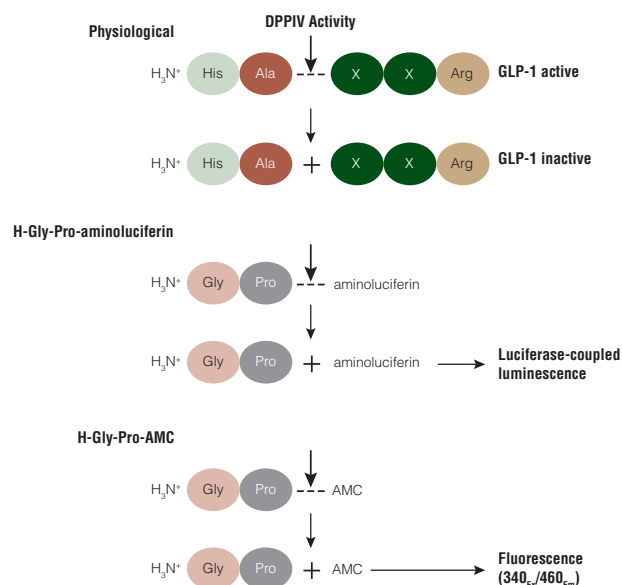 DPPIV Activity
Physiological
H₃N⁺ His Ala X X Arg GLP-1 active
H₃N⁺ His Ala + X X Arg GLP-1 inactive
H-Gly-Pro-aminoluciferin
H₃N⁺ Gly Pro aminoluciferin
H₃N⁺ Gly Pro + aminoluciferin Luciferase-coupled
luminescence
H-Gly-Pro-AMC
H₃N⁺ Gly Pro AMC
H₃N⁺ Gly Pro + AMC Fluorescence
(340Ex/460Em)